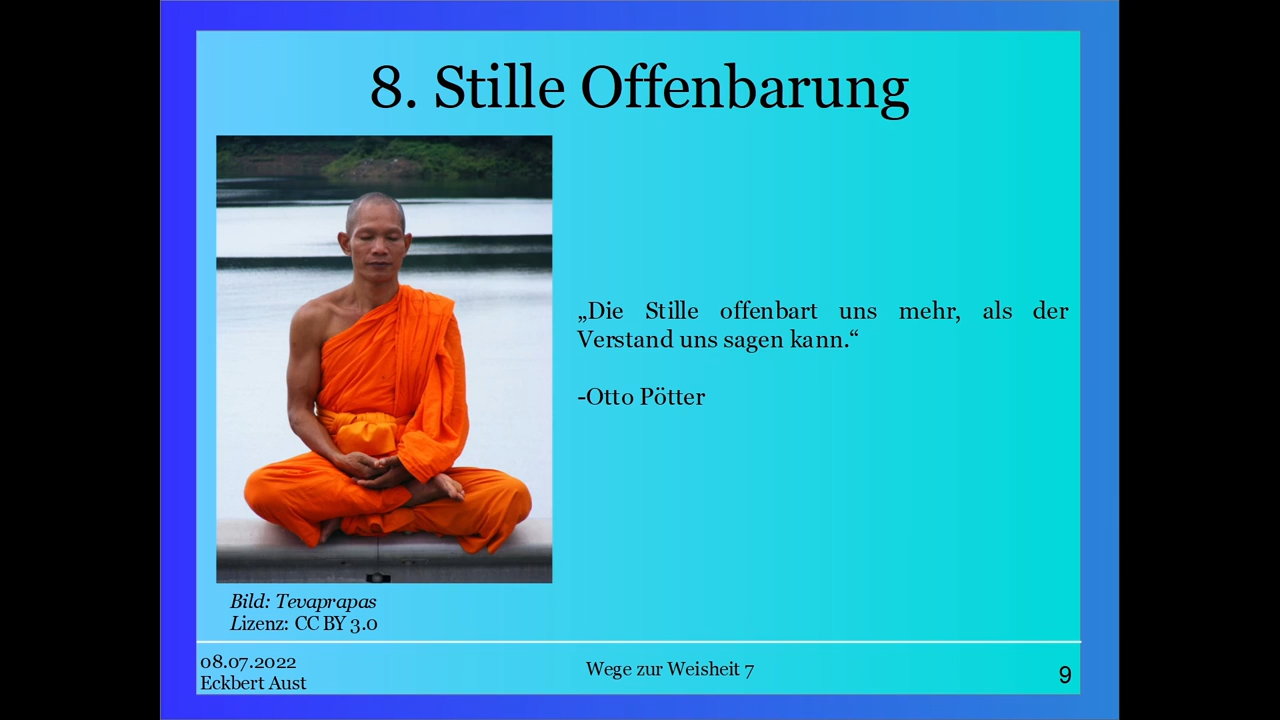 8. Stille Offenbarung
„Die Stille offenbart uns mehr, als der
Verstand uns sagen kann.“
-Otto Pötter
Bild: Tevaprapas
Lizenz: CC BY 3.0
08.07.2022
Eckbert Aust
Wege zur Weisheit 7
9